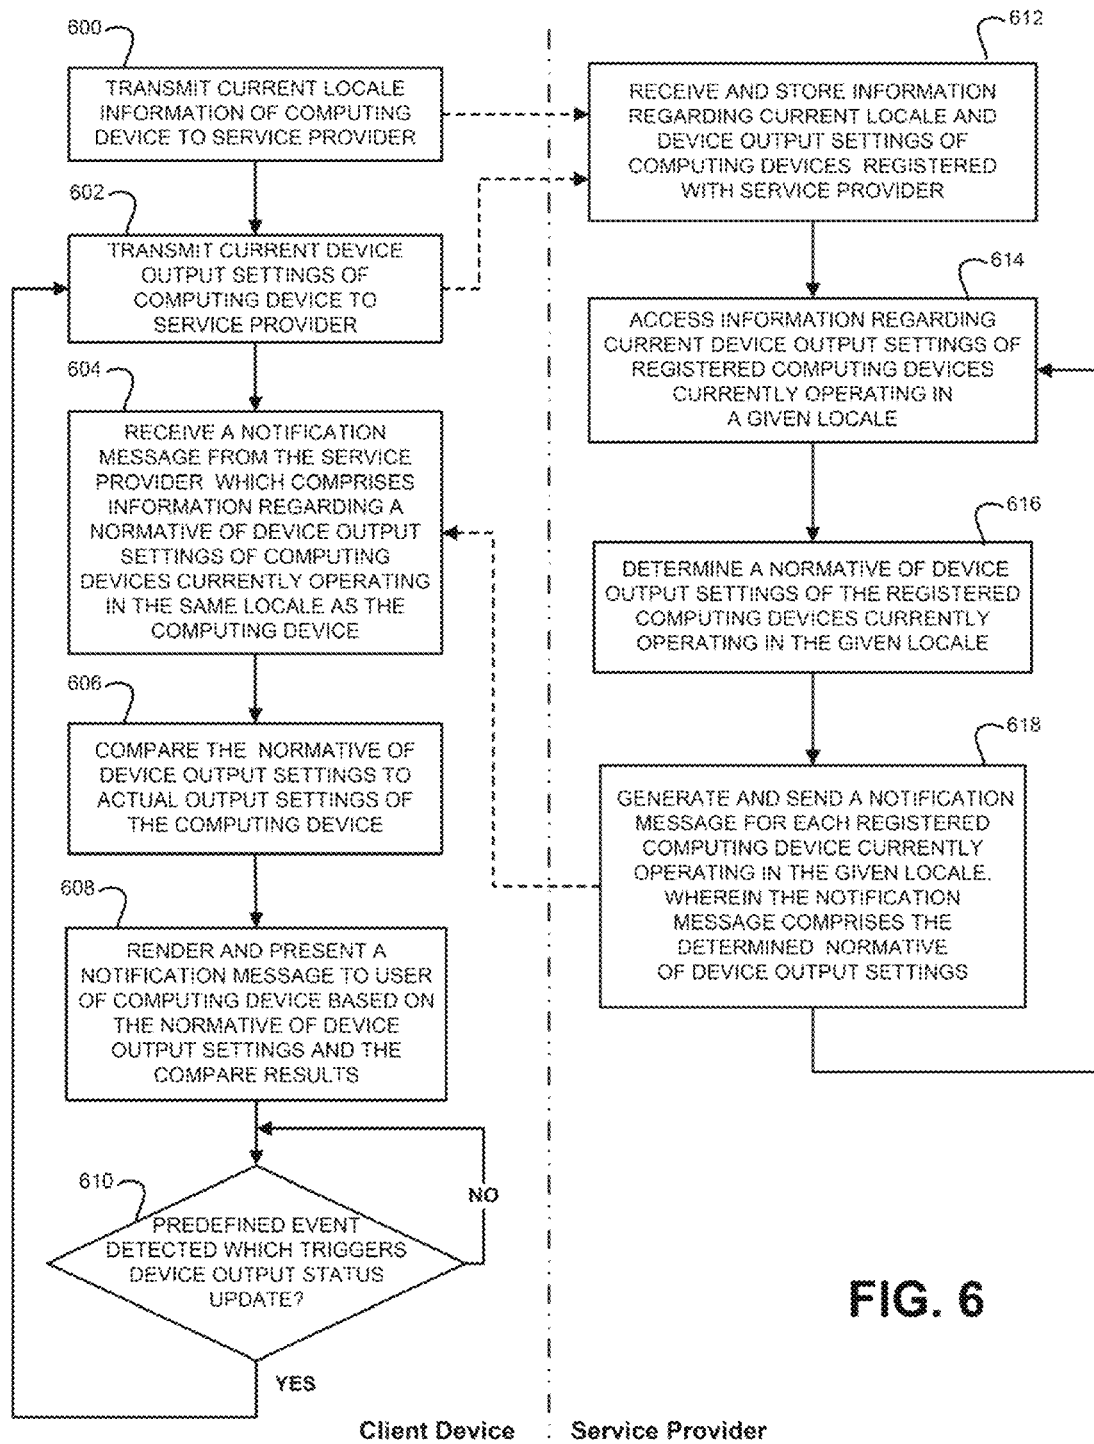 600
TRANSMIT CURRENT LOCALE
INFORMATION OF COMPUTING
DEVICE TO SERVICE PROVIDER
602
TRANSMIT CURRENT DEVICE
OUTPUT SETTINGS OF
COMPUTING DEVICE TO
SERVICE PROVIDER
604
RECEIVE A NOTIFICATION
MESSAGE FROM THE SERVICE
PROVIDER WHICH COMPRISES
INFORMATION REGARDING A
NORMATIVE OF DEVICE OUTPUT
SETTINGS OF COMPUTING
DEVICES CURRENTLY OPERATING
IN THE SAME LOCALE AS THE
COMPUTING DEVICE
606
COMPARE THE NORMATIVE OF
DEVICE OUTPUT SETTINGS TO
ACTUAL OUTPUT SETTINGS OF
THE COMPUTING DEVICE
608
RENDER AND PRESENT A
NOTIFICATION MESSAGE TO USER
OF COMPUTING DEVICE BASED ON
THE NORMATIVE OF DEVICE
OUTPUT SETTINGS AND THE
COMPARE RESULTS
610
PREDEFINED EVENT
DETECTED WHICH TRIGGERS
DEVICE OUTPUT STATUS
UPDATE?
NO
YES
Client Device
612
RECEIVE AND STORE INFORMATION
REGARDING CURRENT LOCALE AND
DEVICE OUTPUT SETTINGS OF
COMPUTING DEVICES REGISTERED
WITH SERVICE PROVIDER
614
ACCESS INFORMATION REGARDING
CURRENT DEVICE OUTPUT SETTINGS OF
REGISTERED COMPUTING DEVICES
CURRENTLY OPERATING IN
A GIVEN LOCALE
616
DETERMINE A NORMATIVE OF DEVICE
OUTPUT SETTINGS OF THE REGISTERED
COMPUTING DEVICES CURRENTLY
OPERATING IN THE GIVEN LOCALE
618
GENERATE AND SEND A NOTIFICATION
MESSAGE FOR EACH REGISTERED
COMPUTING DEVICE CURRENTLY
OPERATING IN THE GIVEN LOCALE.
WHEREIN THE NOTIFICATION
MESSAGE COMPRISES THE
DETERMINED NORMATIVE
OF DEVICE OUTPUT SETTINGS
FIG. 6
Service Provider